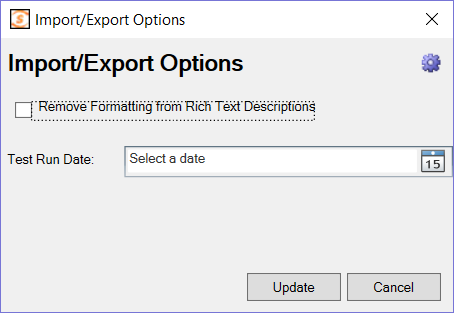 Import/Export Options
Import/Export Options
Remove Formatting from Rich Text Descriptions
Test Run Date:
Select a date
15
Update
Cancel